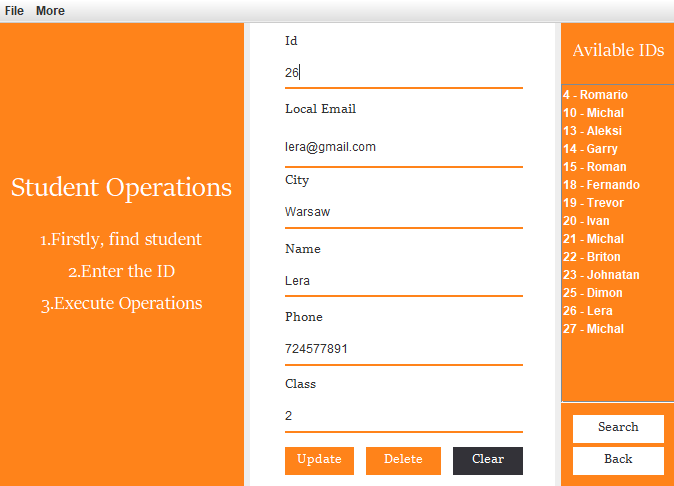 File More
Student Operations
1.Firstly, find student
2.Enter the ID
3.Execute Operations
Id
26
Local Email
lera@gmail.com
City
Warsaw
Name
Lera
Phone
724577891
Class
2
Update Delete Clear
Avilable IDs
4 - Romario
10 - Michal
13 - Aleksi
14 - Garry
15 - Roman
18 - Fernando
19 - Trevor
20 - Ivan
21 - Michal
22 - Briton
23 - Johnatan
25 - Dimon
26 - Lera
27 - Michal
Search
Back